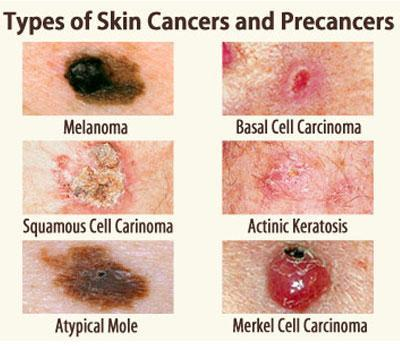 Types of Skin Cancers and Precancers
Melanoma
Basal Cell Carcinoma
Squamous Cell Carinoma
Actinic Keratosis
Atypical Mole
Merkel Cell Carcinoma